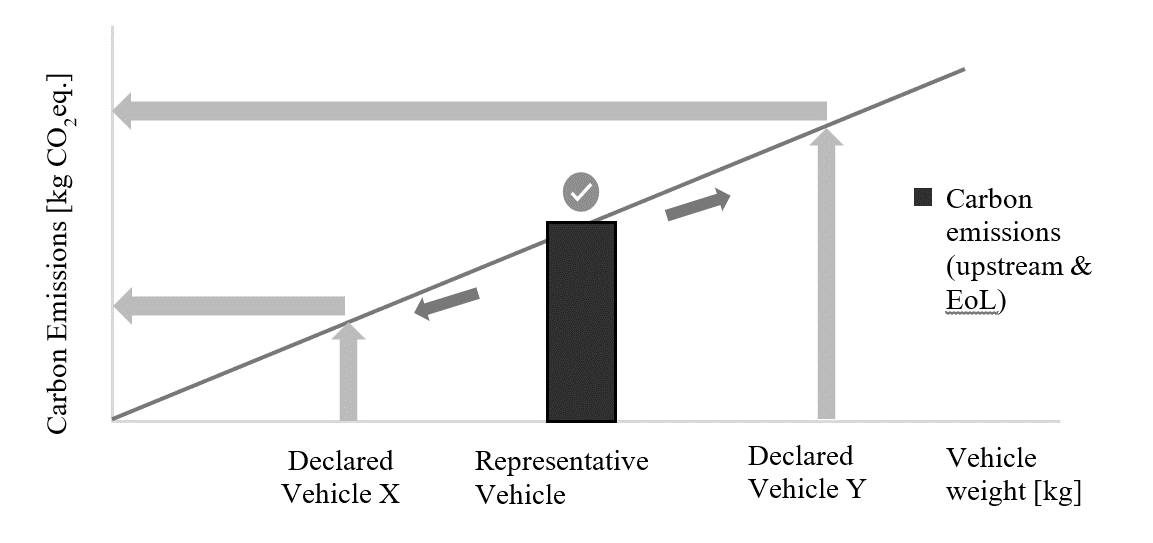 Carbon Emissions [kg CO₂eq.]
Carbon
emissions
(upstream &
EoL)
Declared
Vehicle X
Representative
Vehicle
Declared
Vehicle Y
Vehicle
weight [kg]